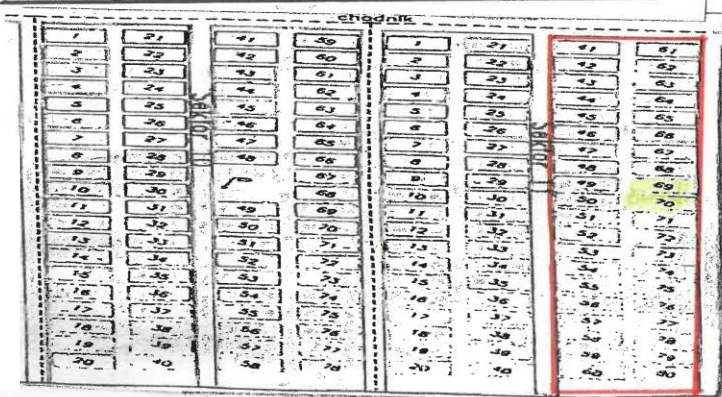 chodnik
1 21 41 59 1 21 41 61
2 22 42 60 2 22 42 62
3 23 43 61 3 23 43 63
4 24 44 62 4 24 44 64
5 25 45 63 5 25 45 65
6 26 46 64 6 26 46 66
7 27 47 65 7 27 47 67
8 28 48 66 8 28 48 68
9 29 67 9 29 49 69
10 30 68 10 30 50 70
11 31 49 69 11 31 51 71
12 32 50 70 12 32 52 72
13 33 51 71 13 33 53 73
14 34 52 72 14 34 54 74
15 35 53 73 15 35 55 75
16 36 54 74 16 36 56 76
17 37 55 75 17 37 57 77
18 38 56 76 18 38 58 78
19 39 57 77 19 39 59 79
20 40 58 78 20 40 60 80
Sektor
Sektor II